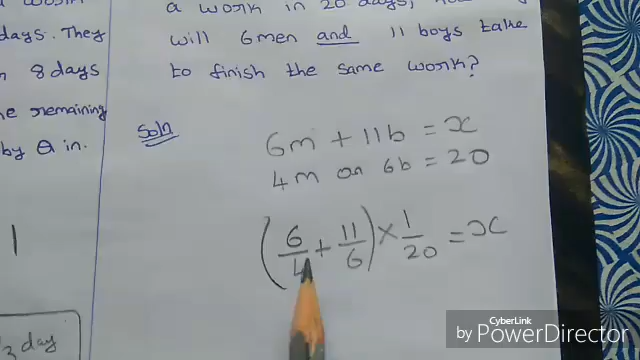 a work in 20 days,
days. They
will 6 men and 11 boys take
8 days
to finish the same work?
remaining
by Q in.
Soln
6m + 11b = x
4m or 6b = 20
(6/4 + 11/6) × 1/20 = x
1
day
CyberLink
by PowerDirector